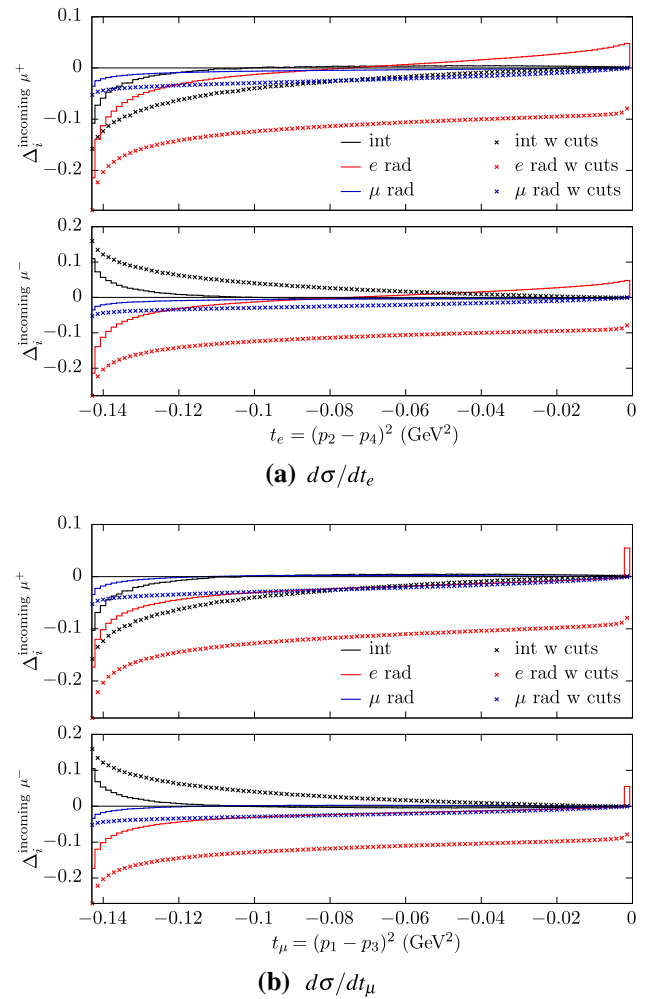 0.1
0
−0.1
−0.2
Δ_i^{incoming μ^+}
int
e rad
μ rad
int w cuts
e rad w cuts
μ rad w cuts
0.2
0.1
0
−0.1
−0.2
Δ_i^{incoming μ^−}
−0.14 −0.12 −0.1 −0.08 −0.06 −0.04 −0.02 0
t_e = (p_2 − p_4)^2 (GeV^2)
(a) dσ/dt_e
0.1
0
−0.1
−0.2
Δ_i^{incoming μ^+}
int
e rad
μ rad
int w cuts
e rad w cuts
μ rad w cuts
0.2
0.1
0
−0.1
−0.2
Δ_i^{incoming μ^−}
−0.14 −0.12 −0.1 −0.08 −0.06 −0.04 −0.02 0
t_μ = (p_1 − p_3)^2 (GeV^2)
(b) dσ/dt_μ